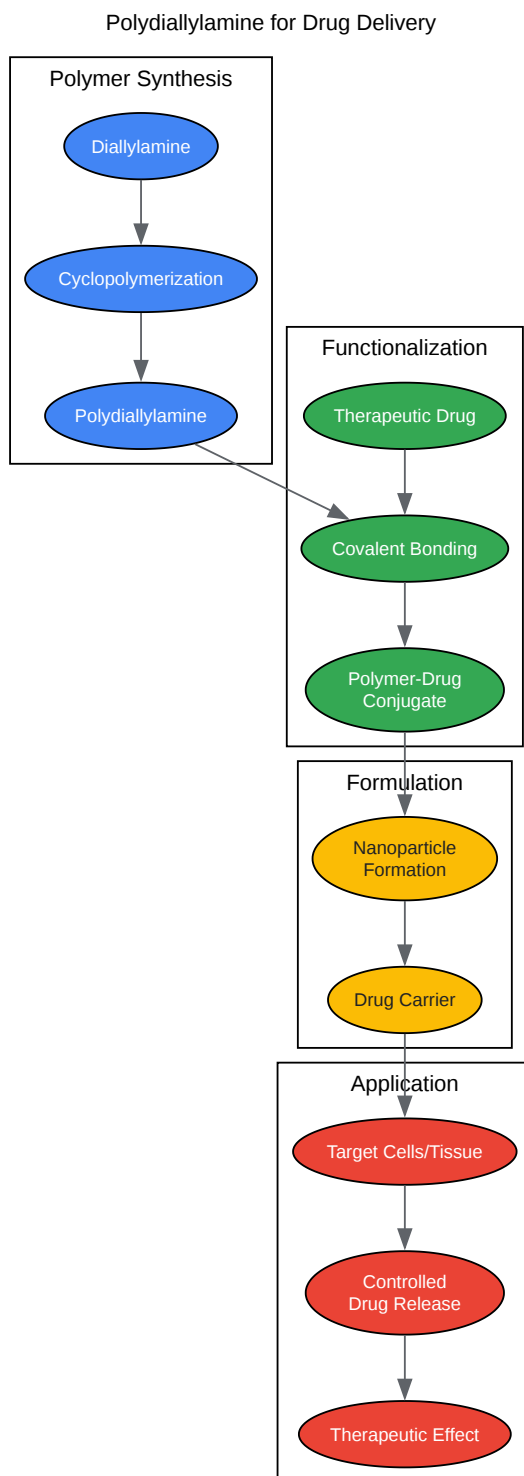 Polydiallylamine for Drug Delivery
Polymer Synthesis
Diallylamine
Cyclopolymerization
Polydiallylamine
Functionalization
Therapeutic Drug
Covalent Bonding
Polymer-Drug
Conjugate
Formulation
Nanoparticle
Formation
Drug Carrier
Application
Target Cells/Tissue
Controlled
Drug Release
Therapeutic Effect